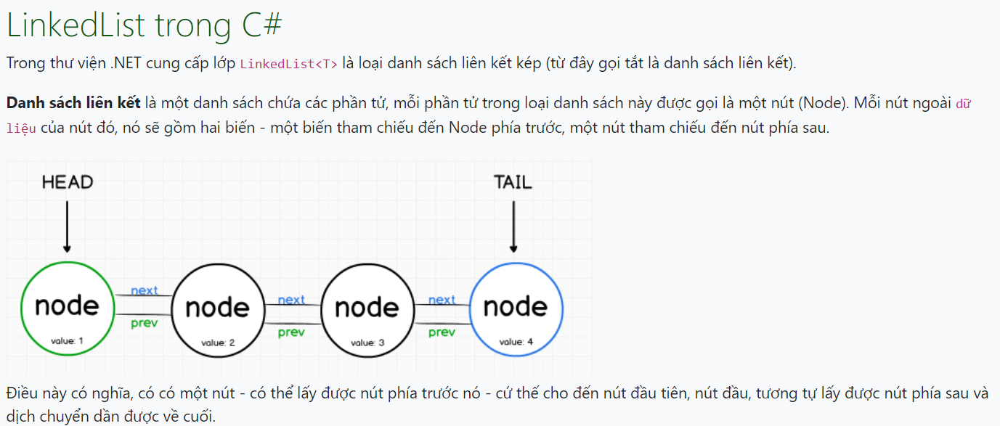 LinkedList trong C#
Trong thư viện .NET cung cấp lớp LinkedList<T> là loại danh sách liên kết kép (từ đây gọi tắt là danh sách liên kết).
Danh sách liên kết là một danh sách chứa các phần tử, mỗi phần tử trong loại danh sách này được gọi là một nút (Node). Mỗi nút ngoài dữ
liệu của nút đó, nó sẽ gồm hai biến - một biến tham chiếu đến Node phía trước, một nút tham chiếu đến nút phía sau.
HEAD TAIL
next next next
node node node node
prev prev prev
value: 1 value: 2 value: 3 value: 4
Điều này có nghĩa, có có một nút - có thể lấy được nút phía trước nó - cứ thế cho đến nút đầu tiên, nút đầu, tương tự lấy được nút phía sau và
dịch chuyển dần được về cuối.